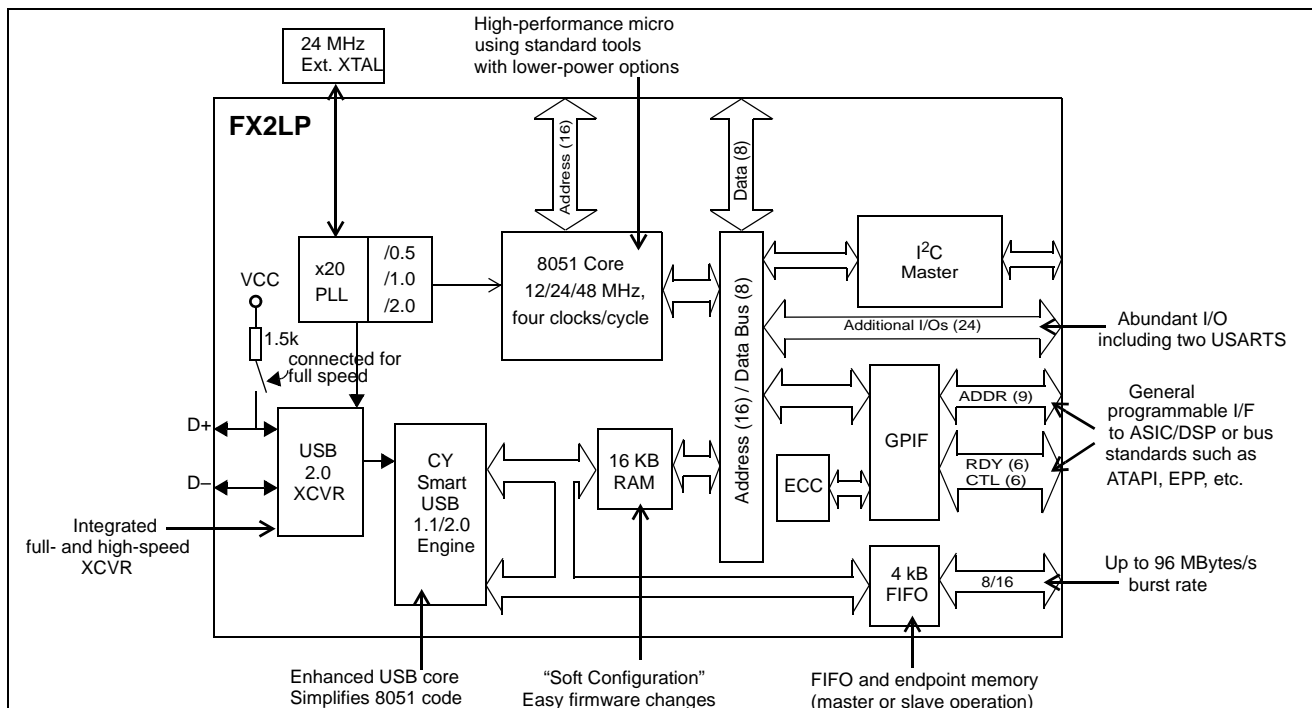 High-performance micro
using standard tools
with lower-power options
24 MHz
Ext. XTAL
FX2LP
Address (16)
Data (8)
x20
PLL
/0.5
/1.0
/2.0
8051 Core
12/24/48 MHz,
four clocks/cycle
I²C
Master
VCC
1.5k
connected for
full speed
Address (16) / Data Bus (8)
Additional I/Os (24)
Abundant I/O
including two USARTS
D+
D–
USB
2.0
XCVR
CY
Smart
USB
1.1/2.0
Engine
16 KB
RAM
ECC
GPIF
ADDR (9)
RDY (6)
CTL (6)
General
programmable I/F
to ASIC/DSP or bus
standards such as
ATAPI, EPP, etc.
Integrated
full- and high-speed
XCVR
4 kB
FIFO
8/16
Up to 96 MBytes/s
burst rate
Enhanced USB core
Simplifies 8051 code
“Soft Configuration”
Easy firmware changes
FIFO and endpoint memory
(master or slave operation)